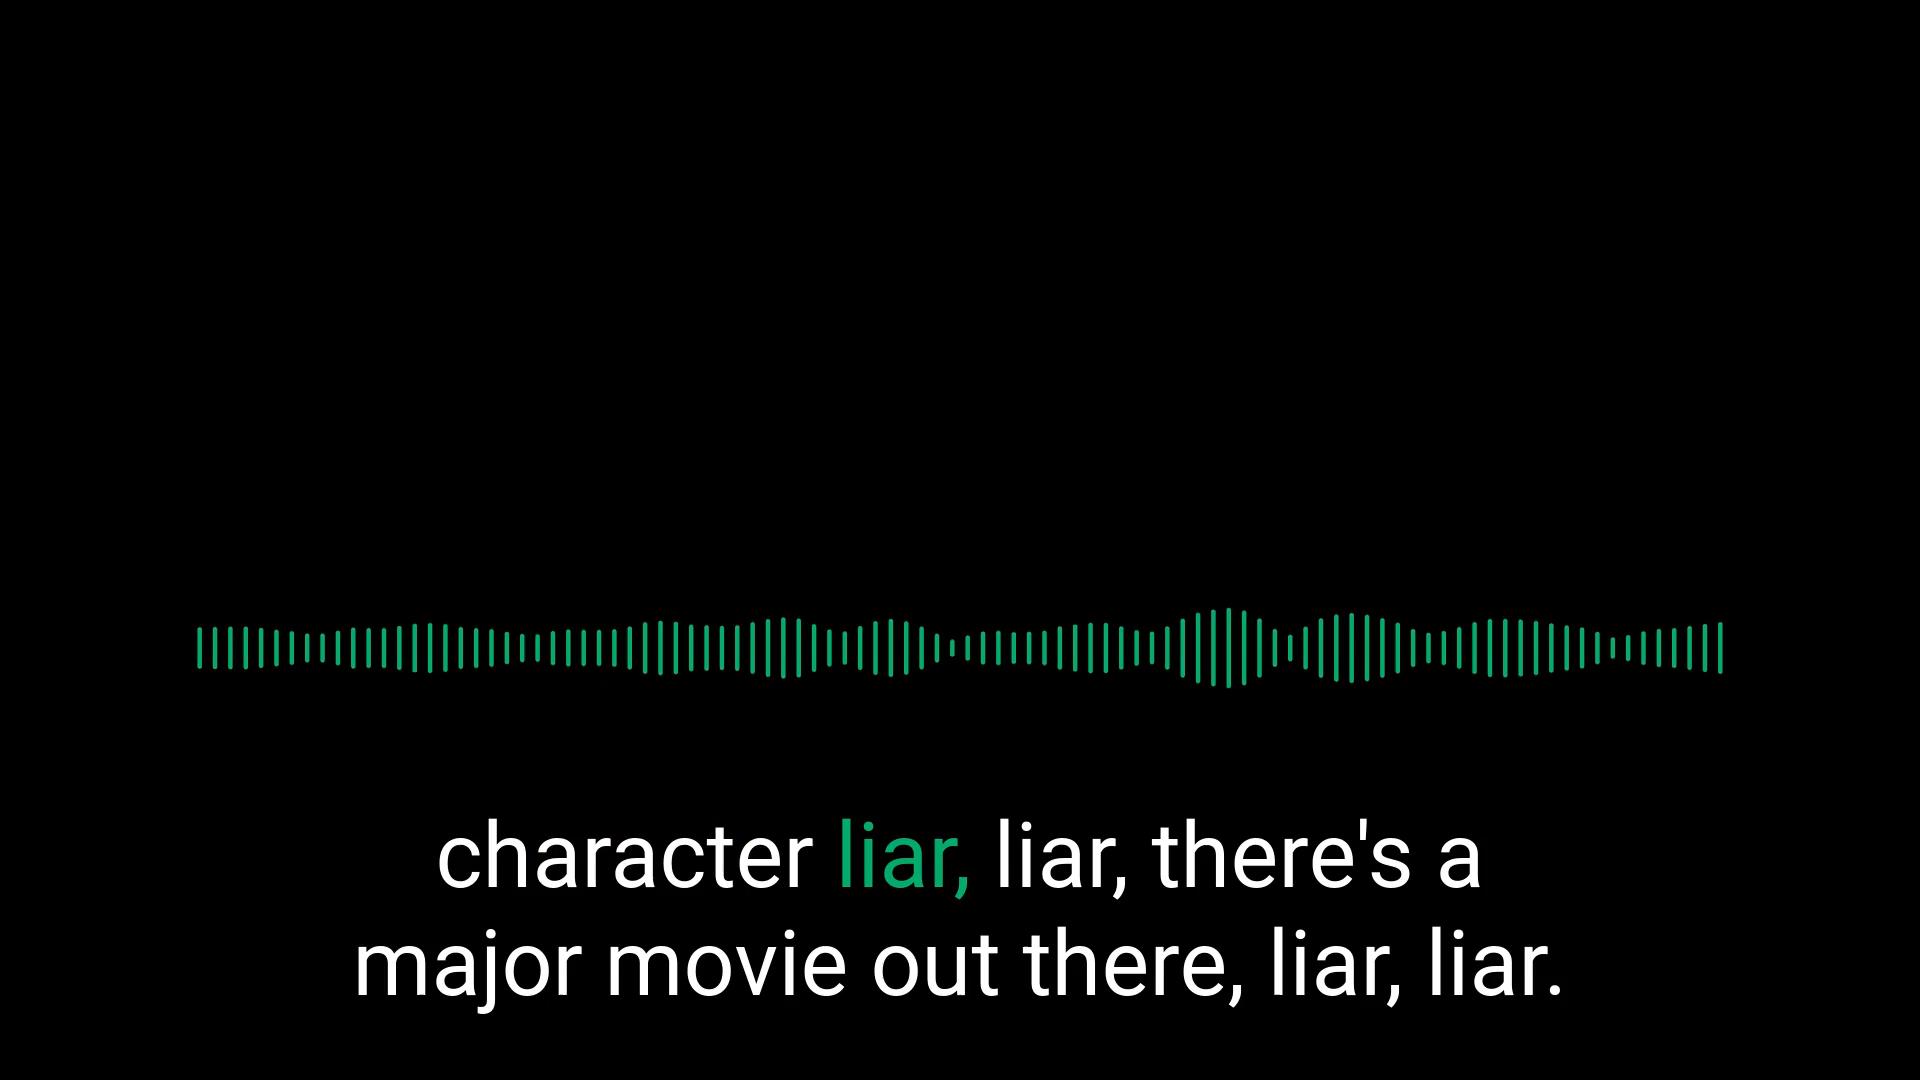 character liar, liar, there's a
major movie out there, liar, liar.